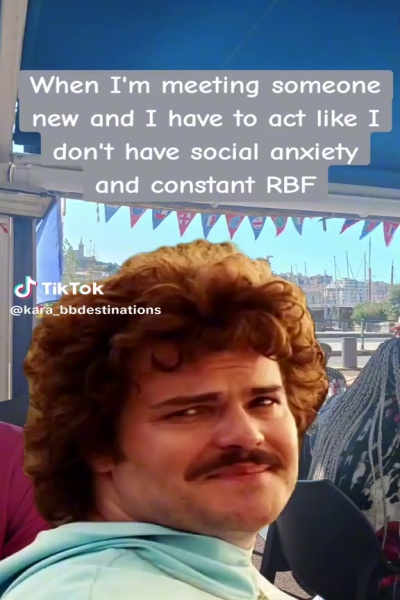 When I'm meeting someone
new and I have to act like I
don't have social anxiety
and constant RBF
TikTok
@kara_bbdestinations